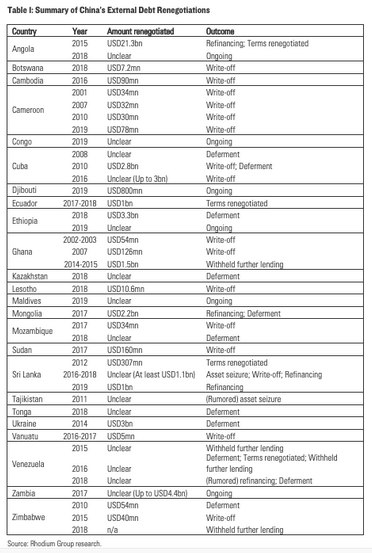 Table I: Summary of China's External Debt Renegotiations
Country Year Amount renegotiated Outcome
Angola 2015 USD21.3bn Refinancing; Terms renegotiated
2018 Unclear Ongoing
Botswana 2018 USD7.2mn Write-off
Cambodia 2016 USD90mn Write-off
Cameroon 2001 USD34mn Write-off
2007 USD32mn Write-off
2010 USD30mn Write-off
2019 USD78mn Write-off
Congo 2019 Unclear Ongoing
Cuba 2008 Unclear Deferment
2010 USD2.8bn Write-off; Deferment
2016 Unclear (Up to 3bn) Write-off
Djibouti 2019 USD800mn Ongoing
Ecuador 2017-2018 USD1bn Terms renegotiated
Ethiopia 2018 USD3.3bn Deferment
2019 Unclear Ongoing
Ghana 2002-2003 USD54mn Write-off
2007 USD126mn Write-off
2014-2015 USD1.5bn Withheld further lending
Kazakhstan 2018 Unclear Deferment
Lesotho 2018 USD10.6mn Write-off
Maldives 2019 Unclear Ongoing
Mongolia 2017 USD2.2bn Refinancing; Deferment
Mozambique 2017 USD34mn Write-off
2018 Unclear Deferment
Sudan 2017 USD160mn Write-off
Sri Lanka 2012 USD307mn Terms renegotiated
2016-2018 Unclear (At least USD1.1bn) Asset seizure; Write-off; Refinancing
2019 USD1bn Refinancing
Tajikistan 2011 Unclear (Rumored) asset seizure
Tonga 2018 Unclear Deferment
Ukraine 2014 USD3bn Deferment
Vanuatu 2016-2017 USD5mn Write-off
Venezuela 2015 Unclear Withheld further lending
2016 Unclear Deferment; Terms renegotiated; Withheld
further lending
2018 Unclear (Rumored) refinancing; Deferment
Zambia 2017 Unclear (Up to USD4.4bn) Ongoing
Zimbabwe 2010 USD54mn Deferment
2015 USD40mn Write-off
2018 n/a Withheld further lending
Source: Rhodium Group research.